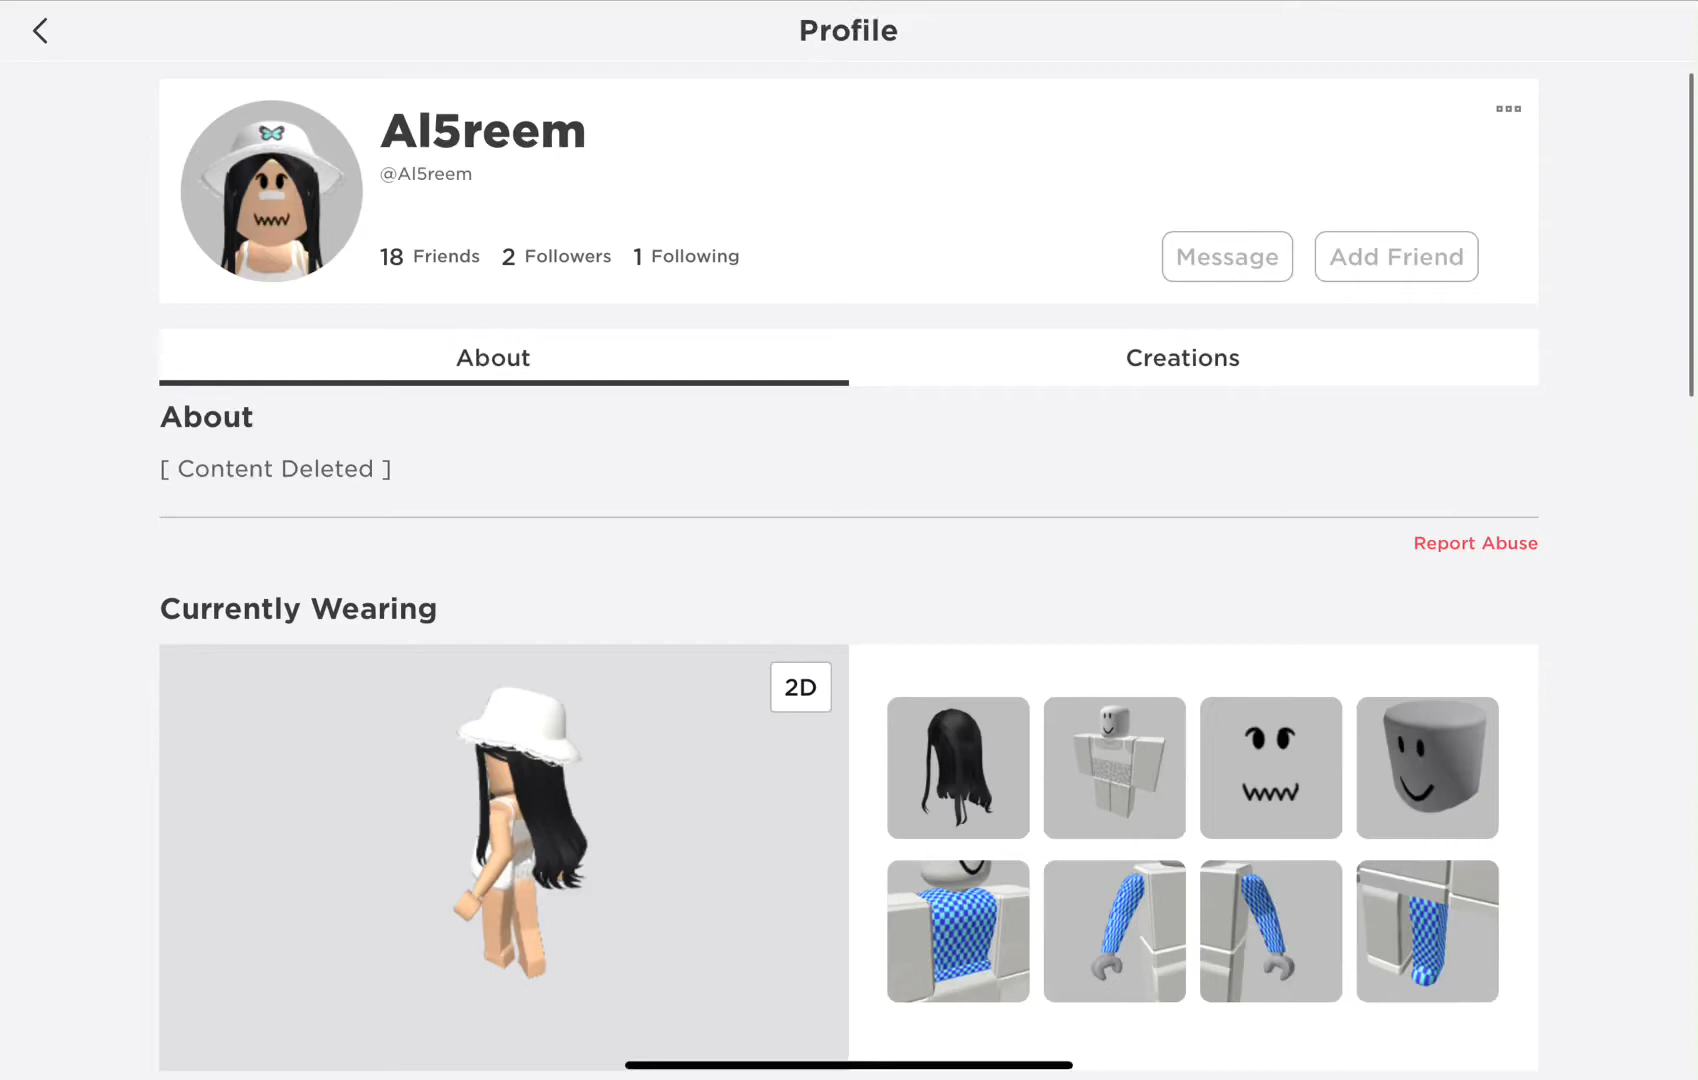 Profile
Al5reem
@Al5reem
18 Friends 2 Followers 1 Following
Message
Add Friend
About
Creations
About
[ Content Deleted ]
Report Abuse
Currently Wearing
2D